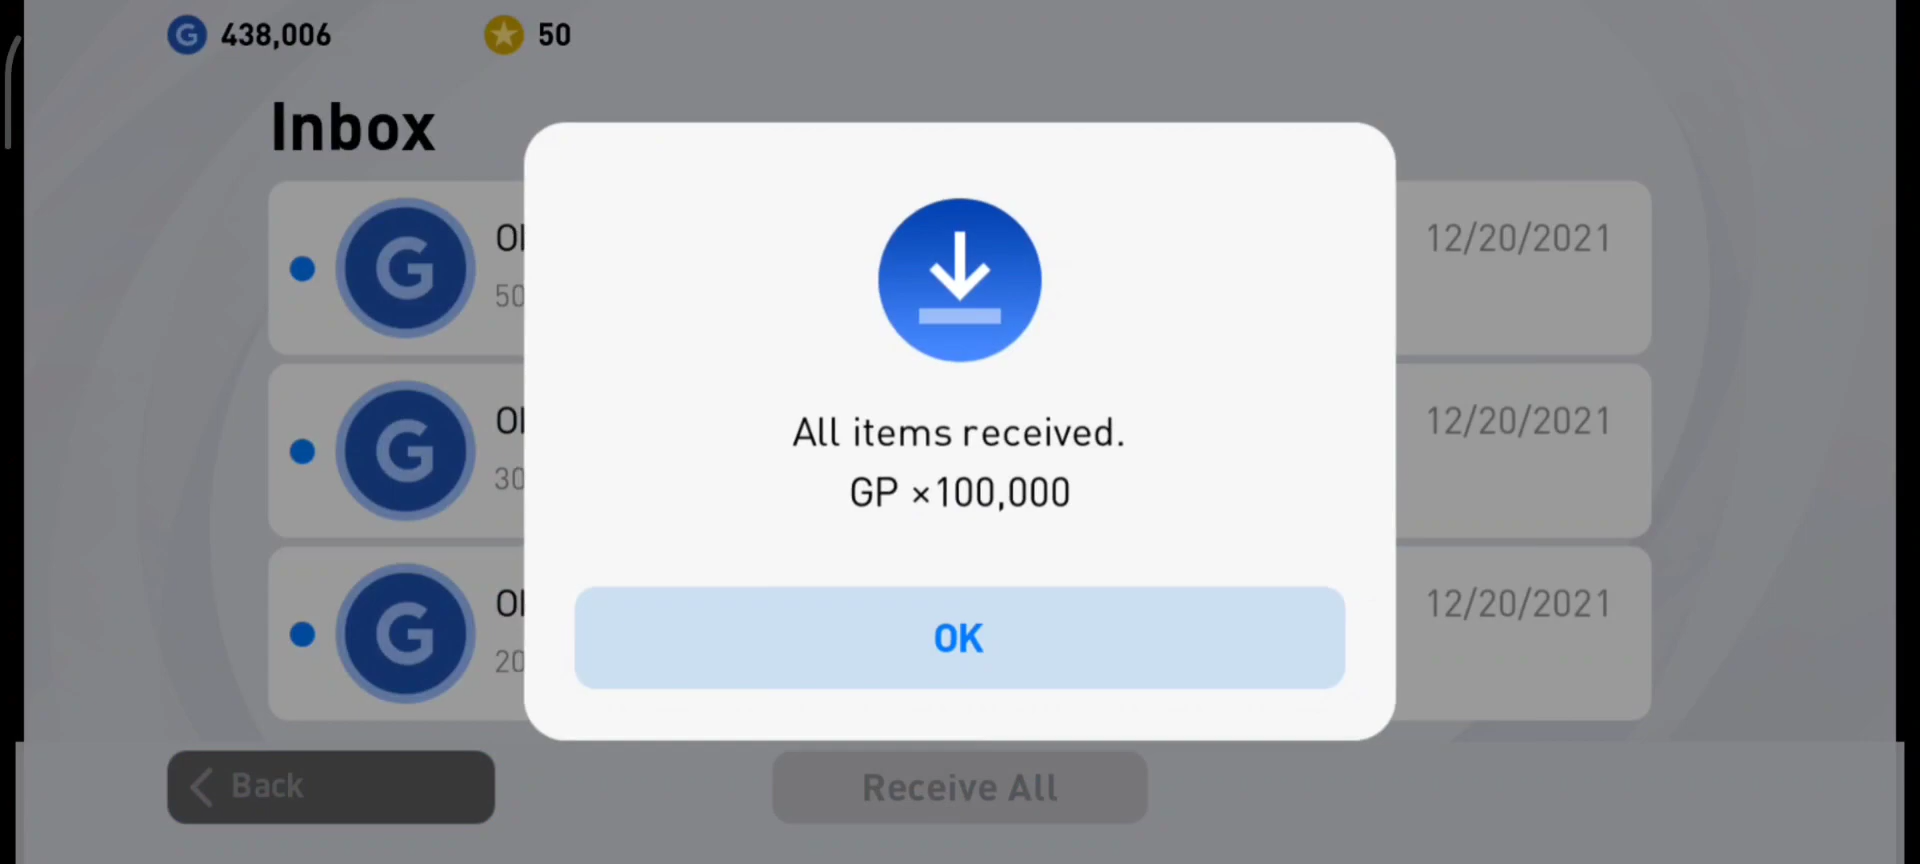 438,006
50
Inbox
12/20/2021
12/20/2021
12/20/2021
All items received.
GP ×100,000
OK
Back
Receive All